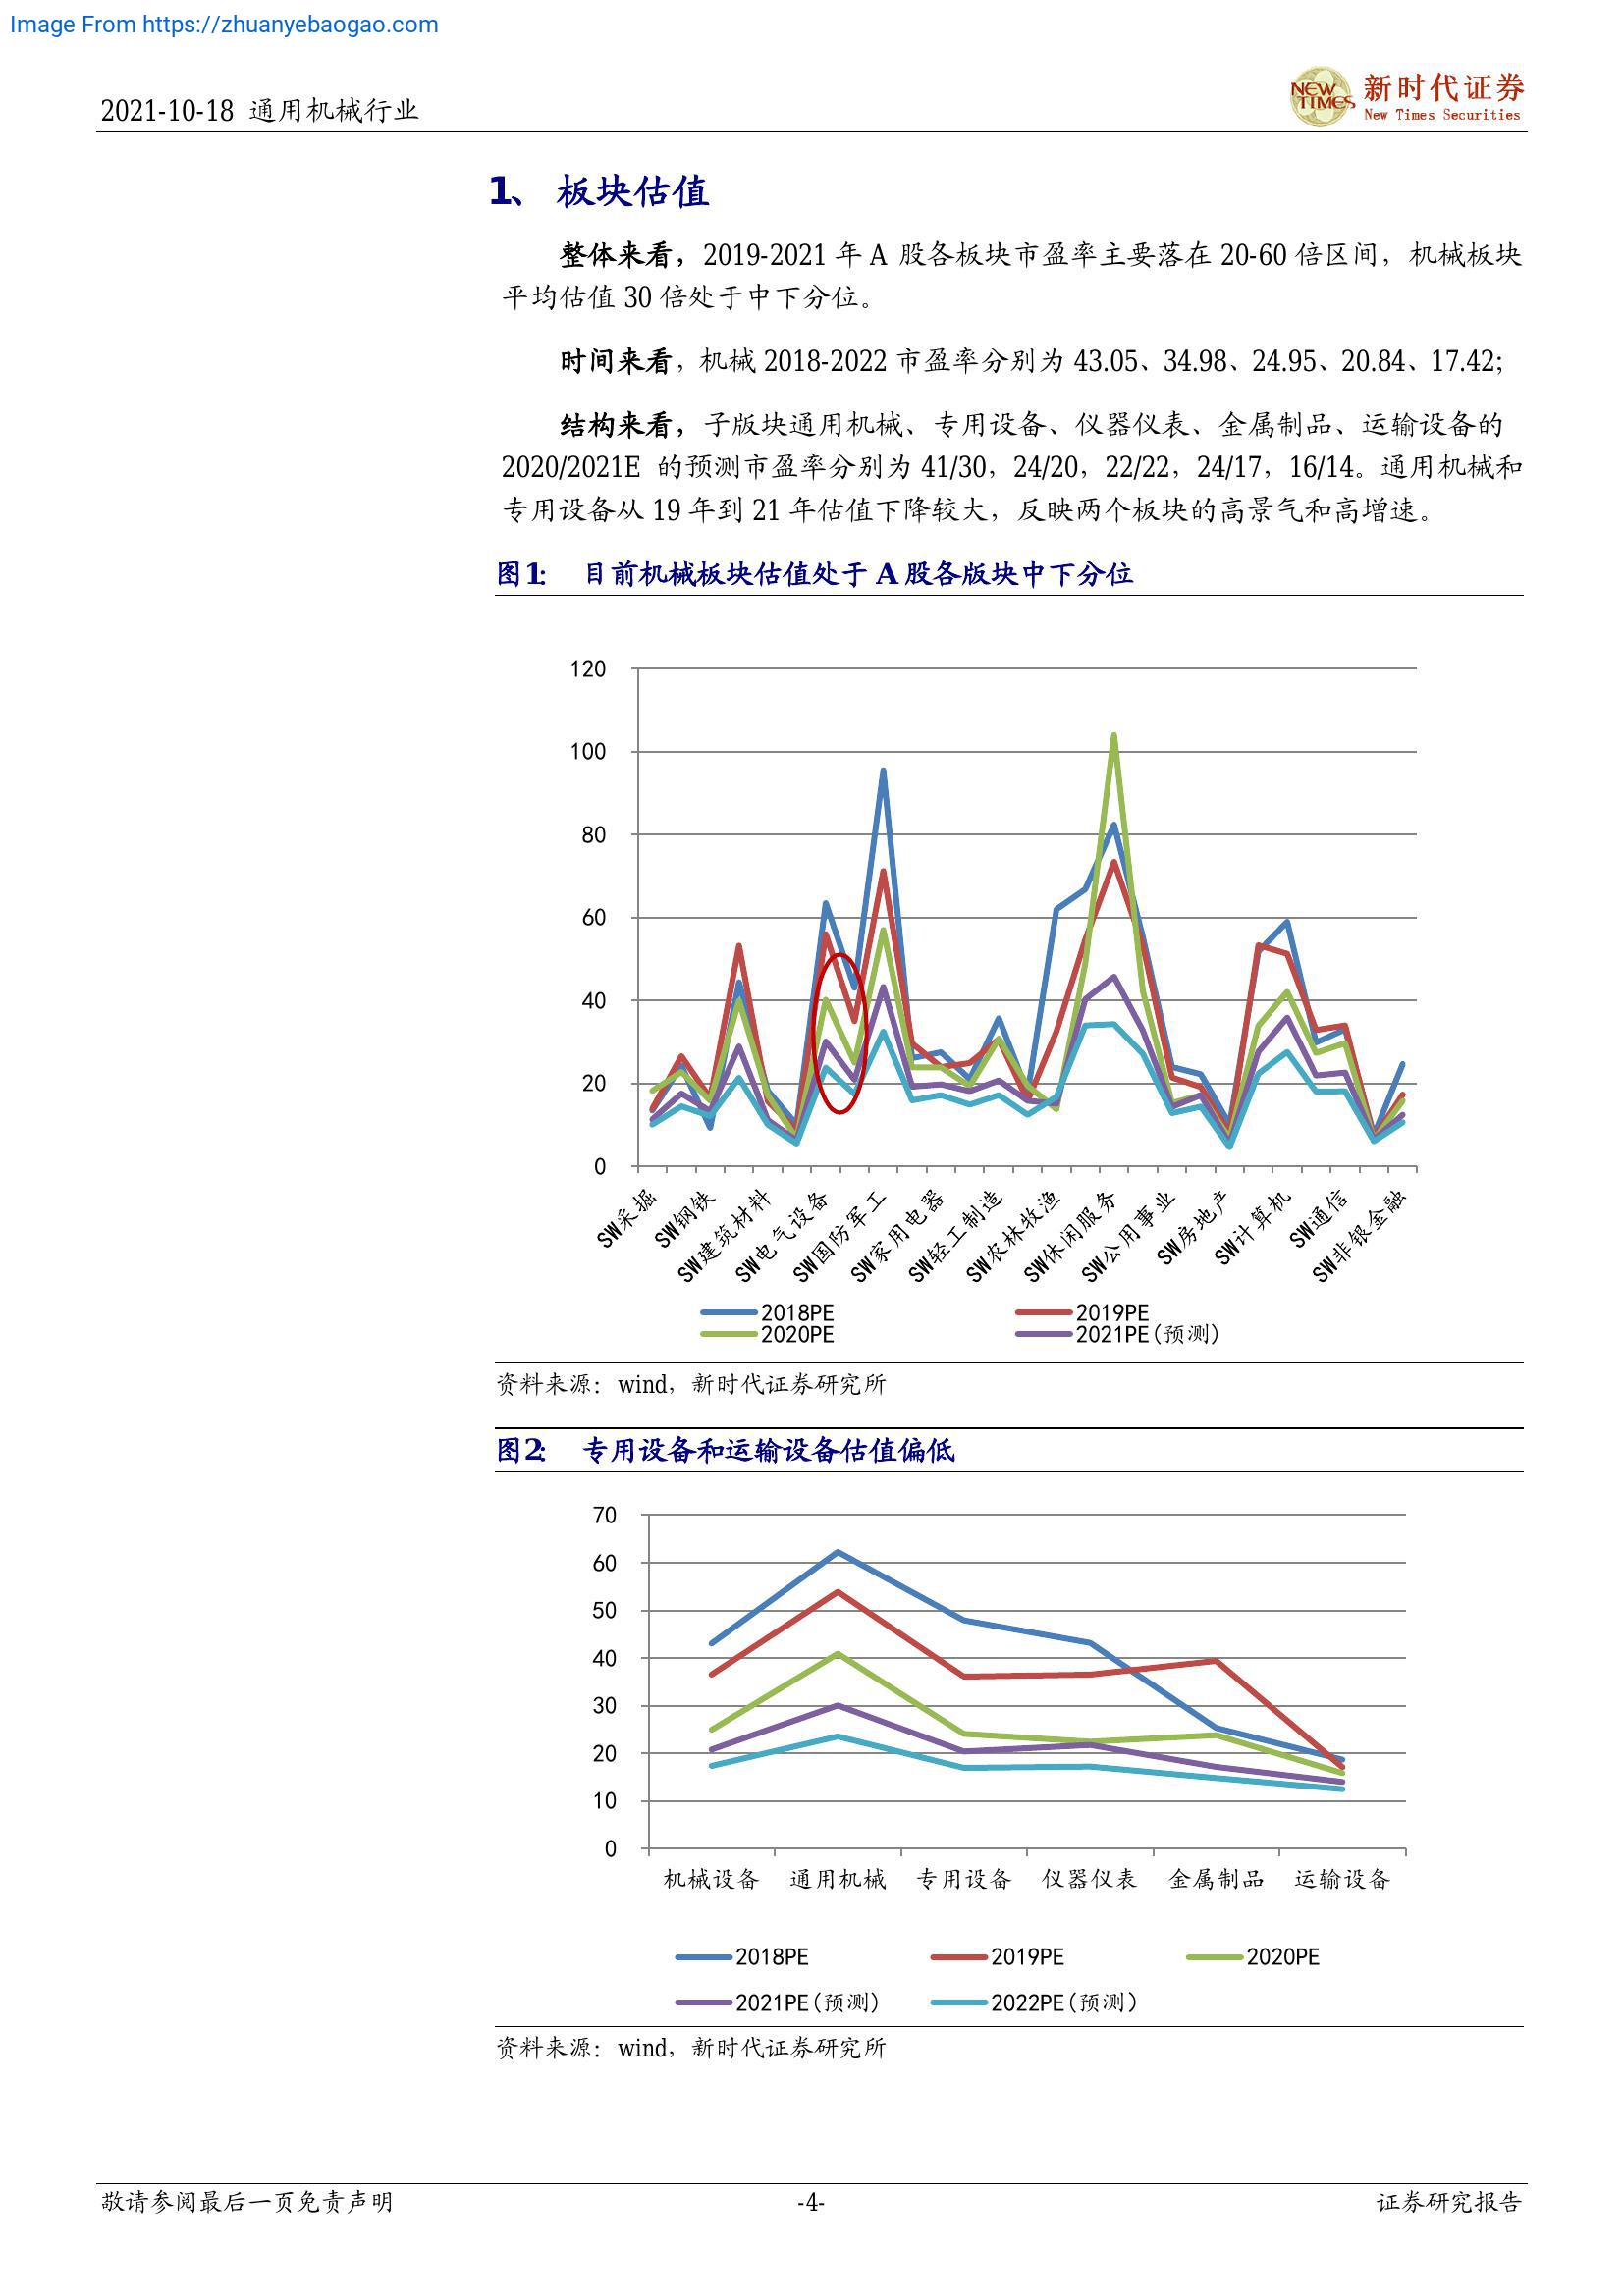 Image From https://zhuanyebaogao.com
2021-10-18 通用机械行业
NEW TIMES
新时代证券
New Times Securities
1、 板块估值
整体来看，2019-2021 年 A 股各板块市盈率主要落在 20-60 倍区间，机械板块
平均估值 30 倍处于中下分位。
时间来看，机械 2018-2022 市盈率分别为 43.05、34.98、24.95、20.84、17.42;
结构来看，子版块通用机械、专用设备、仪器仪表、金属制品、运输设备的
2020/2021E 的预测市盈率分别为 41/30，24/20，22/22，24/17，16/14。通用机械和
专用设备从 19 年到 21 年估值下降较大，反映两个板块的高景气和高增速。
图1: 目前机械板块估值处于 A 股各版块中下分位
120
100
80
60
40
20
0
SW采掘
SW钢铁
SW建筑材料
SW电气设备
SW国防军工
SW家用电器
SW轻工制造
SW农林牧渔
SW休闲服务
SW公用事业
SW房地产
SW计算机
SW通信
SW非银金融
2018PE 2019PE
2020PE 2021PE(预测)
资料来源：wind，新时代证券研究所
图2: 专用设备和运输设备估值偏低
70
60
50
40
30
20
10
0
机械设备 通用机械 专用设备 仪器仪表 金属制品 运输设备
2018PE 2019PE 2020PE
2021PE(预测) 2022PE(预测)
资料来源：wind，新时代证券研究所
敬请参阅最后一页免责声明 -4- 证券研究报告